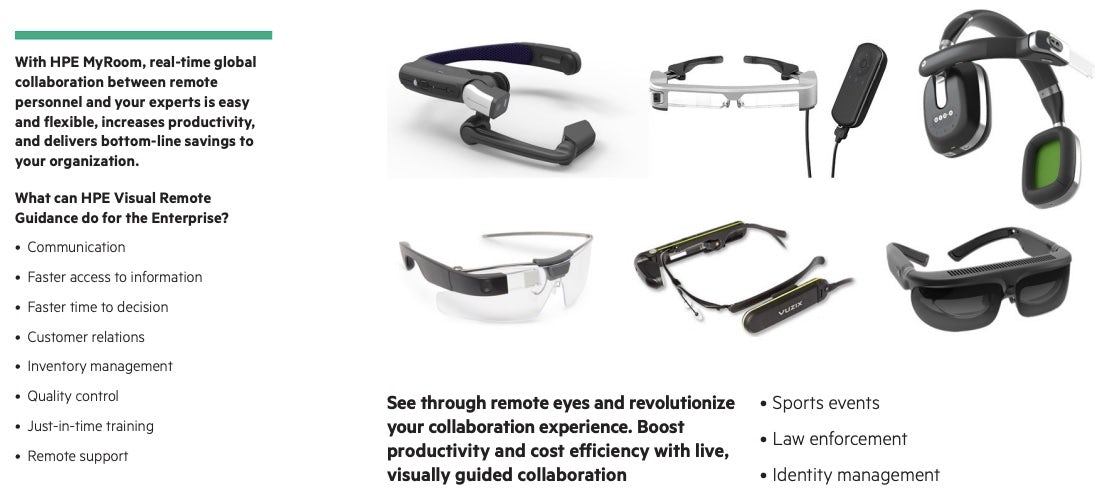 With HPE MyRoom, real-time global
collaboration between remote
personnel and your experts is easy
and flexible, increases productivity,
and delivers bottom-line savings to
your organization.
What can HPE Visual Remote
Guidance do for the Enterprise?
• Communication
• Faster access to information
• Faster time to decision
• Customer relations
• Inventory management
• Quality control
• Just-in-time training
• Remote support
VUZIX
See through remote eyes and revolutionize
your collaboration experience. Boost
productivity and cost efficiency with live,
visually guided collaboration
• Sports events
• Law enforcement
• Identity management